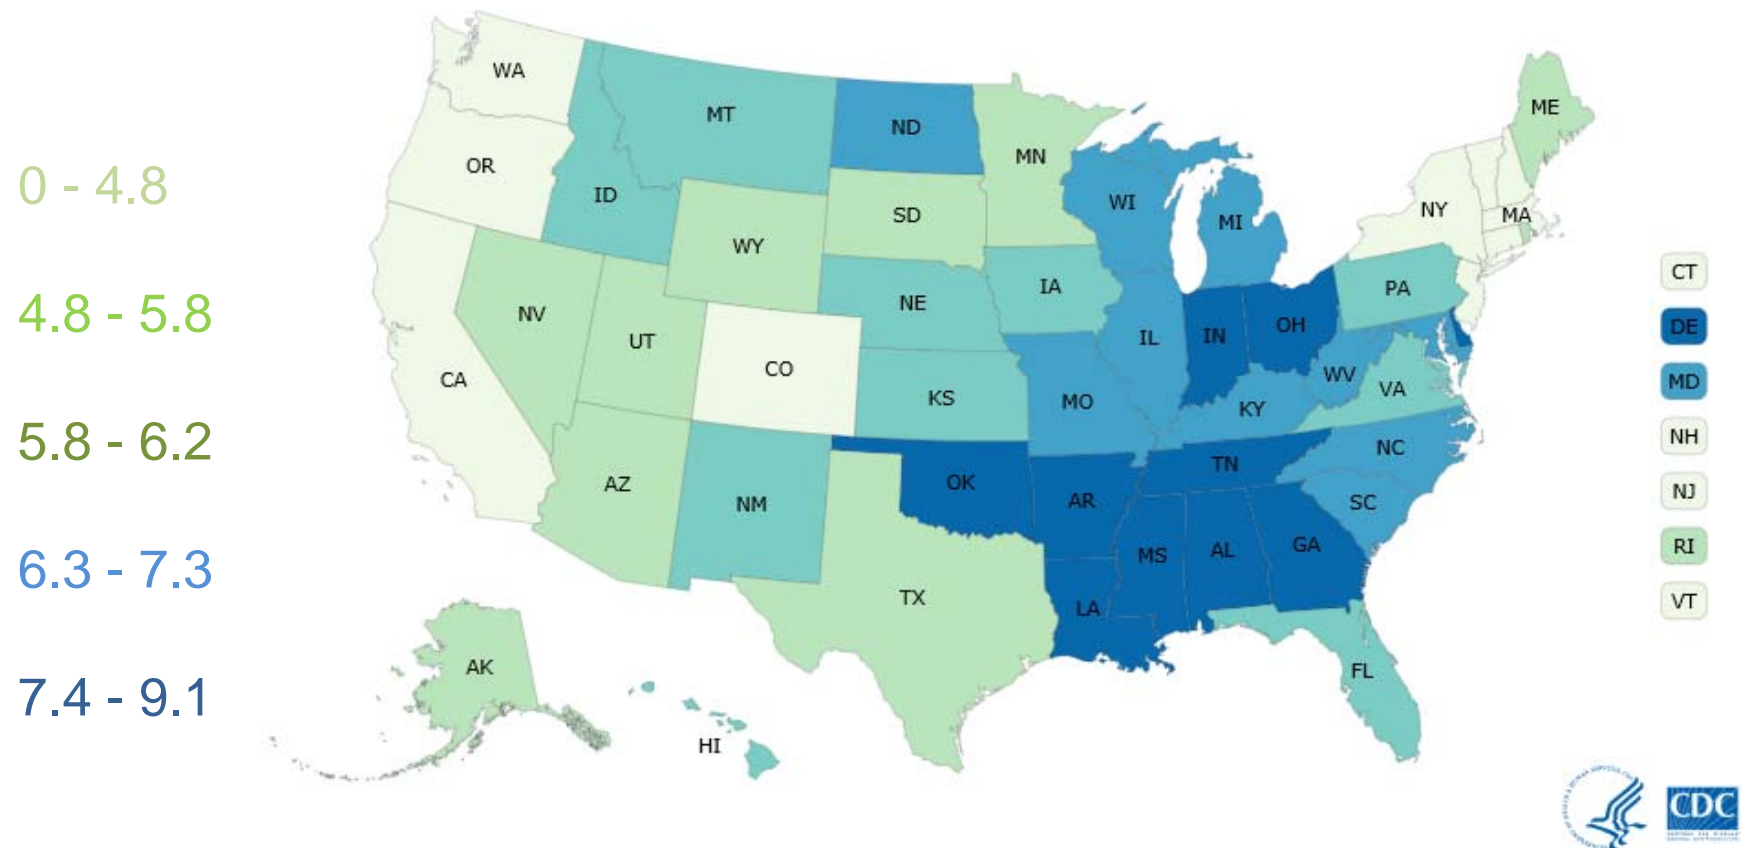 0 - 4.8
4.8 - 5.8
5.8 - 6.2
6.3 - 7.3
7.4 - 9.1
WA
MT
ND
MN
ME
OR
ID
SD
WI
MI
NY
MA
WY
NE
IA
PA
NV
UT
CO
IL
IN
OH
CA
KS
MO
WV
VA
KY
AZ
NM
OK
AR
TN
NC
SC
MS
AL
GA
TX
LA
AK
HI
FL
CT
DE
MD
NH
NJ
RI
VT
CDC